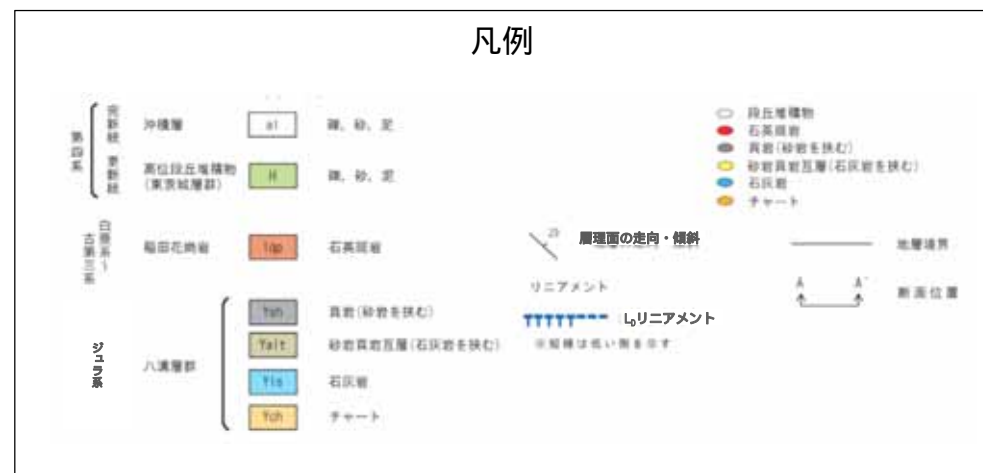 凡例
第四系
完新統
沖積層
al
礫、砂、泥
更新統
高位段丘堆積物
(東茨城層群)
H
礫、砂、泥
白亜系~
古第三系
稲田花崗岩
Iqp
石英斑岩
ジュラ系
八溝層群
Ysh
頁岩(砂岩を挟む)
Yalt
砂岩頁岩互層(石灰岩を挟む)
Yls
石灰岩
Ych
チャート
25
層理面の走向・傾斜
リニアメント
LDリニアメント
※短線は低い側を示す
段丘堆積物
石英斑岩
頁岩(砂岩を挟む)
砂岩頁岩互層(石灰岩を挟む)
石灰岩
チャート
地層境界
A A'
断面位置